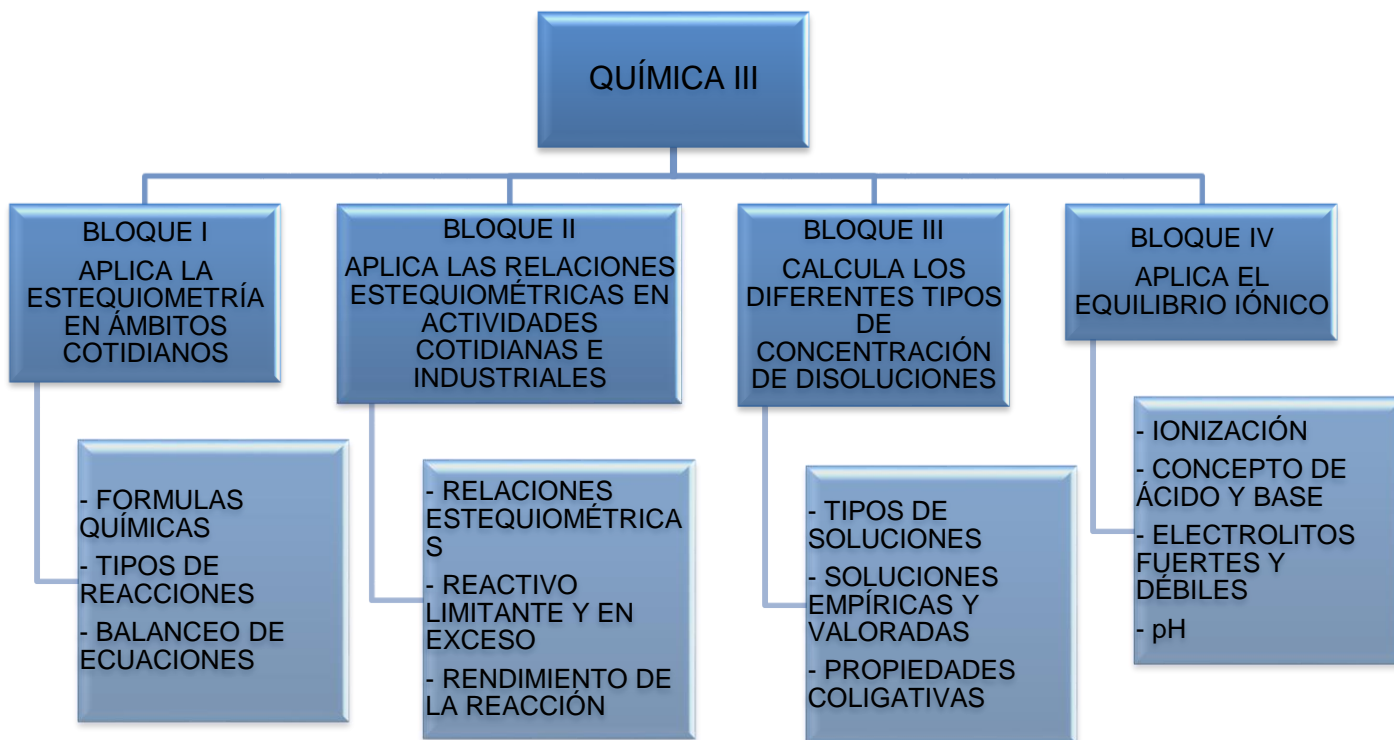 QUÍMICA III
BLOQUE I
APLICA LA
ESTEQUIOMETRÍA
EN ÁMBITOS
COTIDIANOS
- FORMULAS
QUÍMICAS
- TIPOS DE
REACCIONES
- BALANCEO DE
ECUACIONES
BLOQUE II
APLICA LAS RELACIONES
ESTEQUIOMÉTRICAS EN
ACTIVIDADES
COTIDIANAS E
INDUSTRIALES
- RELACIONES
ESTEQUIOMÉTRICA
S
- REACTIVO
LIMITANTE Y EN
EXCESO
- RENDIMIENTO DE
LA REACCIÓN
BLOQUE III
CALCULA LOS
DIFERENTES TIPOS
DE
CONCENTRACIÓN
DE DISOLUCIONES
- TIPOS DE
SOLUCIONES
- SOLUCIONES
EMPÍRICAS Y
VALORADAS
- PROPIEDADES
COLIGATIVAS
BLOQUE IV
APLICA EL
EQUILIBRIO IÓNICO
- IONIZACIÓN
- CONCEPTO DE
ÁCIDO Y BASE
- ELECTROLITOS
FUERTES Y
DÉBILES
- pH